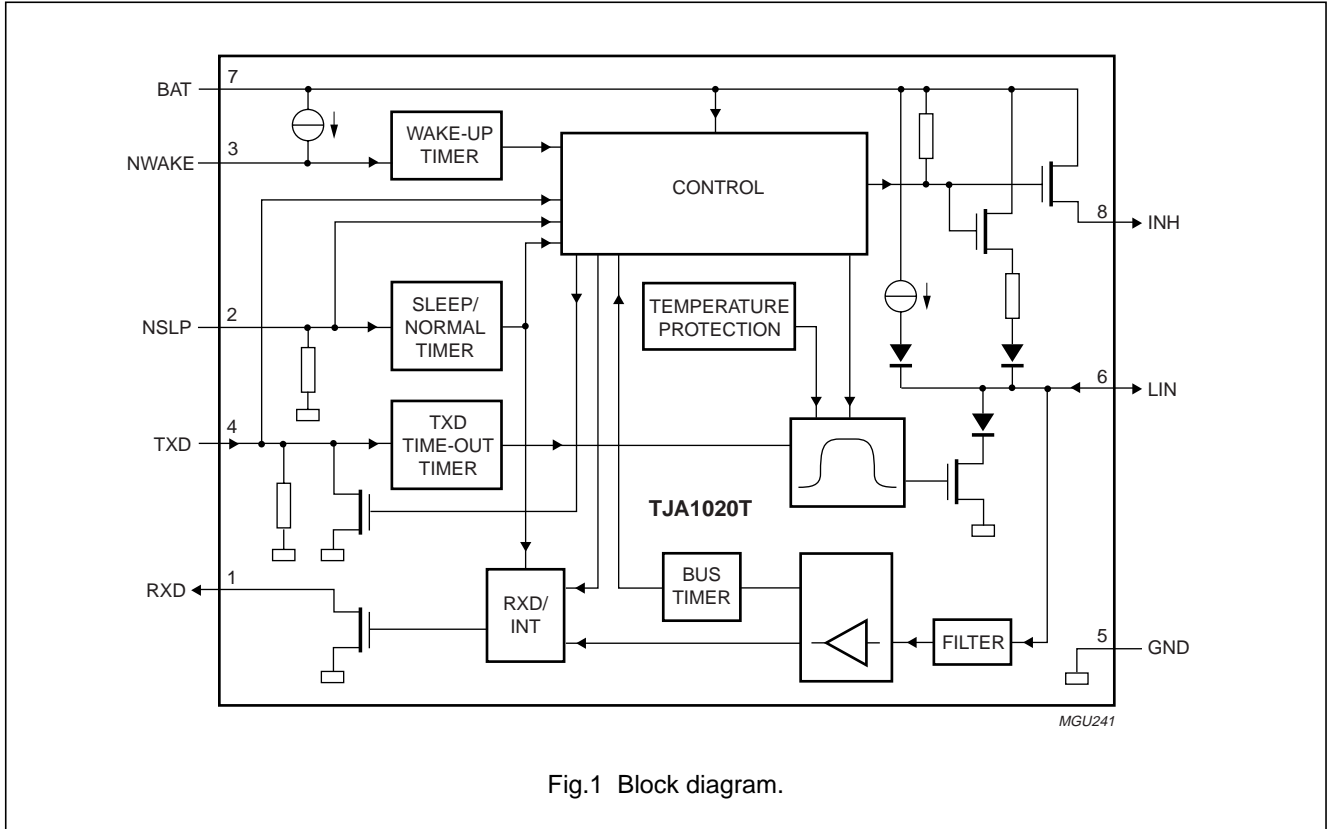 BAT
7
NWAKE
3
WAKE-UP
TIMER
CONTROL
8
INH
NSLP
2
SLEEP/
NORMAL
TIMER
TEMPERATURE
PROTECTION
6
LIN
TXD
4
TXD
TIME-OUT
TIMER
TJA1020T
RXD
1
RXD/
INT
BUS
TIMER
FILTER
5
GND
MGU241
Fig.1 Block diagram.